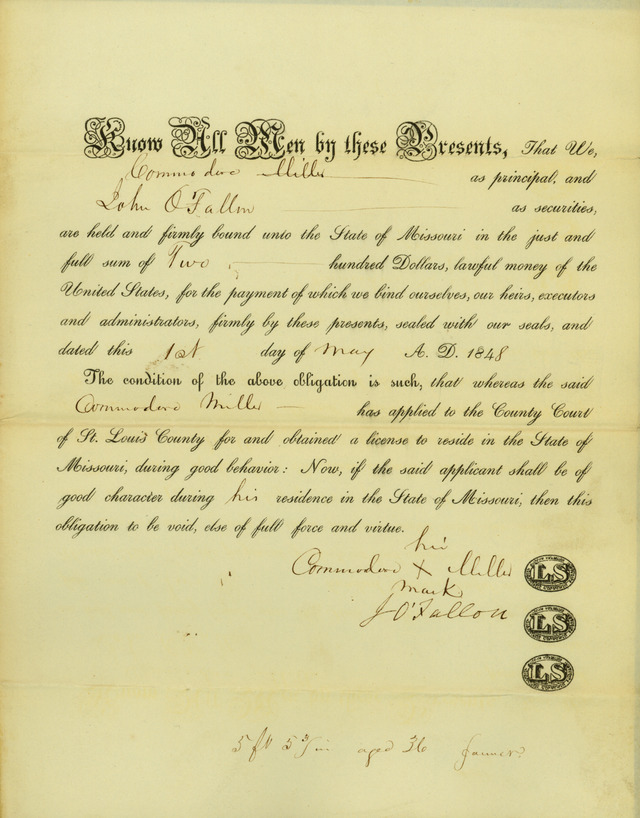 Know All Men by these Presents, That We,
Commodore Miller as principal, and
John O'Fallon as securities,
are held and firmly bound unto the State of Missouri in the just and
full sum of Two hundred Dollars, lawful money of the
United States, for the payment of which we bind ourselves, our heirs, executors
and administrators, firmly by these presents, sealed with our seals, and
dated this 1st day of May A. D. 1848
The condition of the above obligation is such, that whereas the said
Commodore Miller has applied to the County Court
of St. Louis County for and obtained a license to reside in the State of
Missouri, during good behavior: Now, if the said applicant shall be of
good character during his residence in the State of Missouri, then this
obligation to be void, else of full force and virtue.
his
Commodore X Miller LS
mark
J O'Fallon LS
LS
5 ft 5 in aged 36